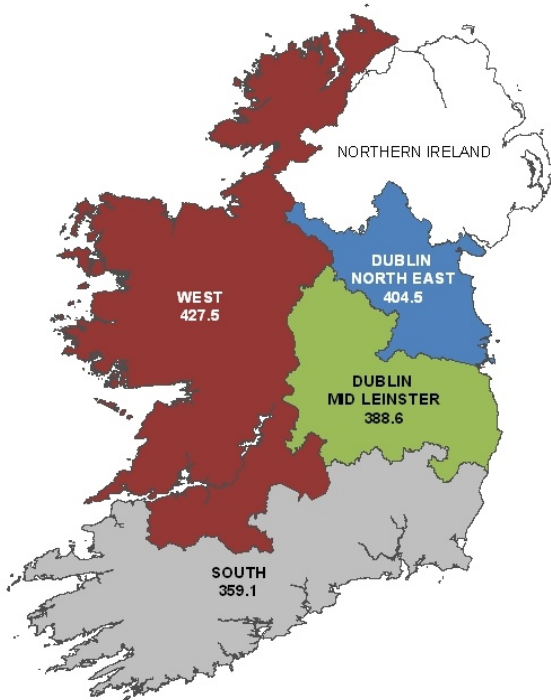 NORTHERN IRELAND
DUBLIN
NORTH EAST
404.5
WEST
427.5
DUBLIN
MID LEINSTER
388.6
SOUTH
359.1